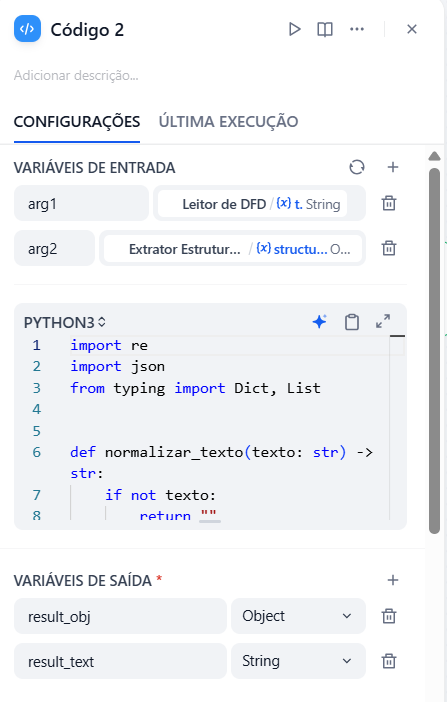 Código 2
Adicionar descrição...
CONFIGURAÇÕES ÚLTIMA EXECUÇÃO
VARIÁVEIS DE ENTRADA
arg1 Leitor de DFD / {x} t. String
arg2 Extrator Estrutur... / {x} structu... O...
PYTHON3
1 import re
2 import json
3 from typing import Dict, List
4
5
6 def normalizar_texto(texto: str) ->
str:
7 if not texto:
8 return ""
VARIÁVEIS DE SAÍDA *
result_obj Object
result_text String